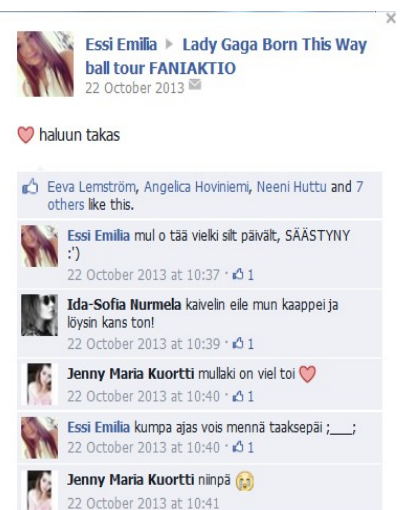 Essi Emilia ▸ Lady Gaga Born This Way
ball tour FANIAKTIO
22 October 2013
haluun takas
Eeva Lemström, Angelica Hoviniemi, Neeni Huttu and 7
others like this.
Essi Emilia mul o tää vielki silt päivält, SÄÄSTYNY
:')
22 October 2013 at 10:37 · 1
Ida-Sofia Nurmela kaivelin eile mun kaappei ja
löysin kans ton!
22 October 2013 at 10:39 · 1
Jenny Maria Kuortti mullaki on viel toi
22 October 2013 at 10:40 · 1
Essi Emilia kumpa ajas vois mennä taaksepäi ;___;
22 October 2013 at 10:40 · 1
Jenny Maria Kuortti niinpä
22 October 2013 at 10:41